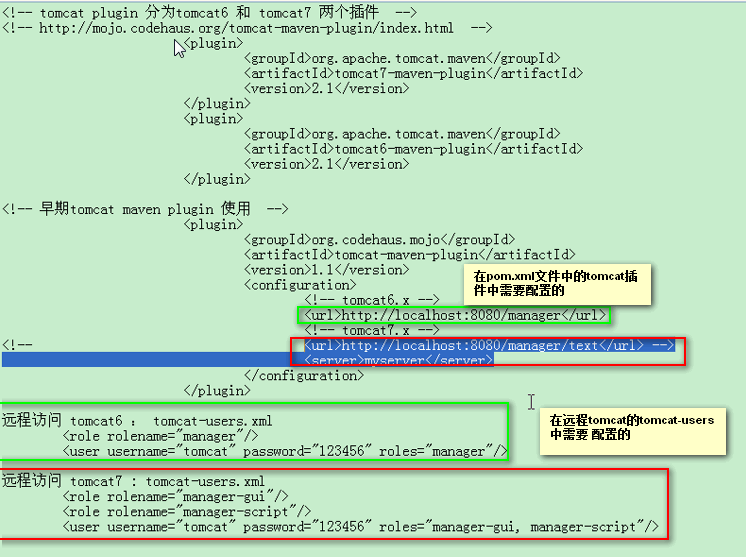 <!-- tomcat plugin 分为tomcat6 和 tomcat7 两个插件 -->
<!-- http://mojo.codehaus.org/tomcat-maven-plugin/index.html -->
<plugin>
<groupId>org.apache.tomcat.maven</groupId>
<artifactId>tomcat7-maven-plugin</artifactId>
<version>2.1</version>
</plugin>
<plugin>
<groupId>org.apache.tomcat.maven</groupId>
<artifactId>tomcat6-maven-plugin</artifactId>
<version>2.1</version>
</plugin>
<!-- 早期tomcat maven plugin 使用 -->
<plugin>
<groupId>org.codehaus.mojo</groupId>
<artifactId>tomcat-maven-plugin</artifactId>
<version>1.1</version>
<configuration>
在pom.xml文件中的tomcat插
件中需要配置的
<!-- tomcat6.x -->
<url>http://localhost:8080/manager</url>
<!-- tomcat7.x -->
<!-- <url>http://localhost:8080/manager/text</url> -->
<server>myserver</server>
</configuration>
</plugin>
远程访问 tomcat6 : tomcat-users.xml
<role rolename="manager"/>
<user username="tomcat" password="123456" roles="manager"/>
在远程tomcat的tomcat-users
中需要 配置的
远程访问 tomcat7 : tomcat-users.xml
<role rolename="manager-gui"/>
<role rolename="manager-script"/>
<user username="tomcat" password="123456" roles="manager-gui, manager-script"/>